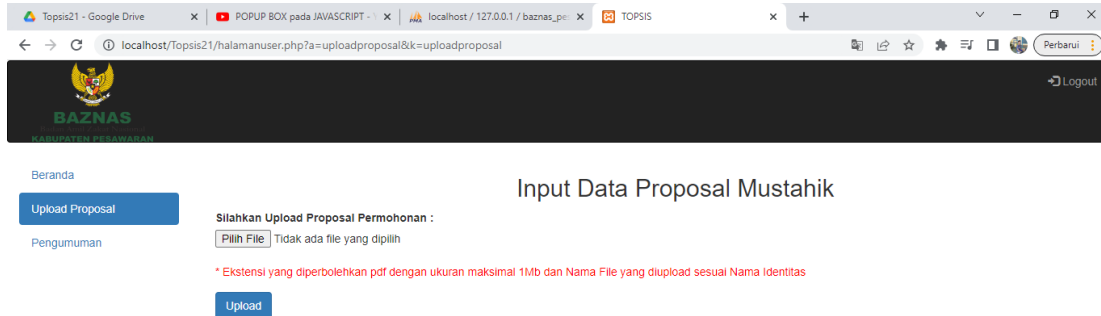 Topsis21 - Google Drive
POPUP BOX pada JAVASCRIPT -
localhost / 127.0.0.1 / baznas_pe
TOPSIS
localhost/Topsis21/halamanuser.php?a=uploadproposal&k=uploadproposal
Perbarui
BAZNAS
KABUPATEN PESAWARAN
Logout
Beranda
Upload Proposal
Pengumuman
Input Data Proposal Mustahik
Silahkan Upload Proposal Permohonan :
Pilih File Tidak ada file yang dipilih
* Ekstensi yang diperbolehkan pdf dengan ukuran maksimal 1Mb dan Nama File yang diupload sesuai Nama Identitas
Upload